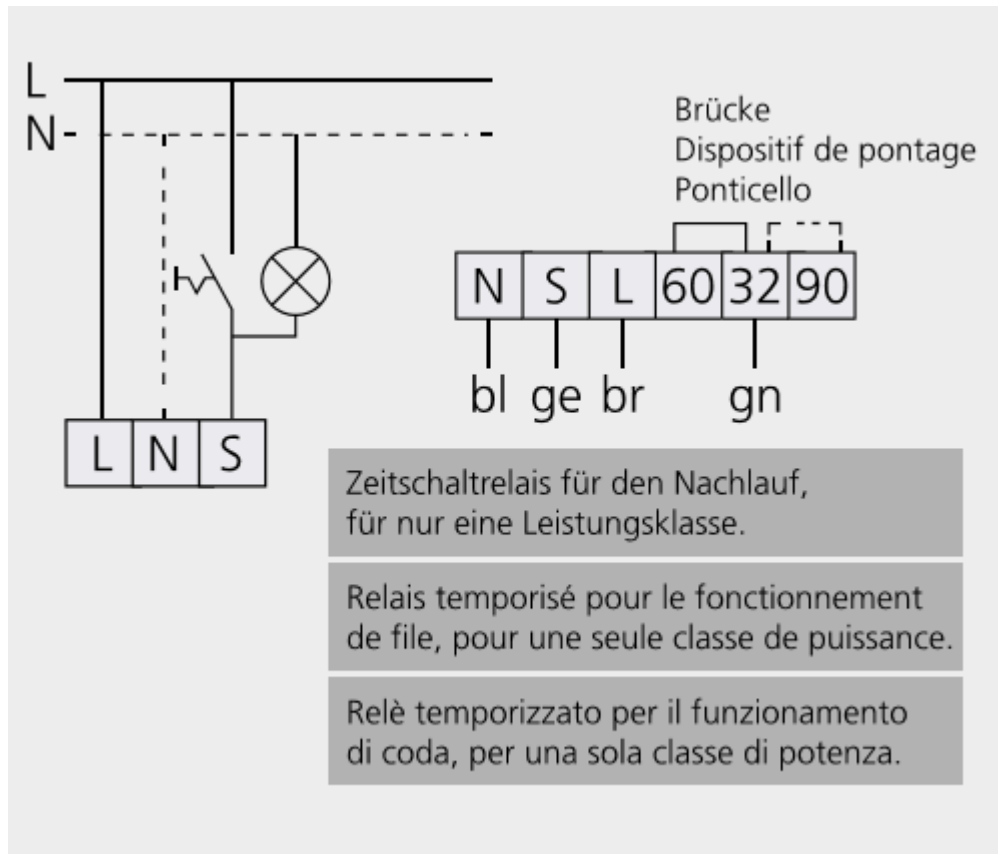 L
N
Brücke
Dispositif de pontage
Ponticello
N S L 60 32 90
bl ge br gn
L N S
Zeitschaltrelais für den Nachlauf,
für nur eine Leistungsklasse.
Relais temporisé pour le fonctionnement
de file, pour une seule classe de puissance.
Relè temporizzato per il funzionamento
di coda, per una sola classe di potenza.